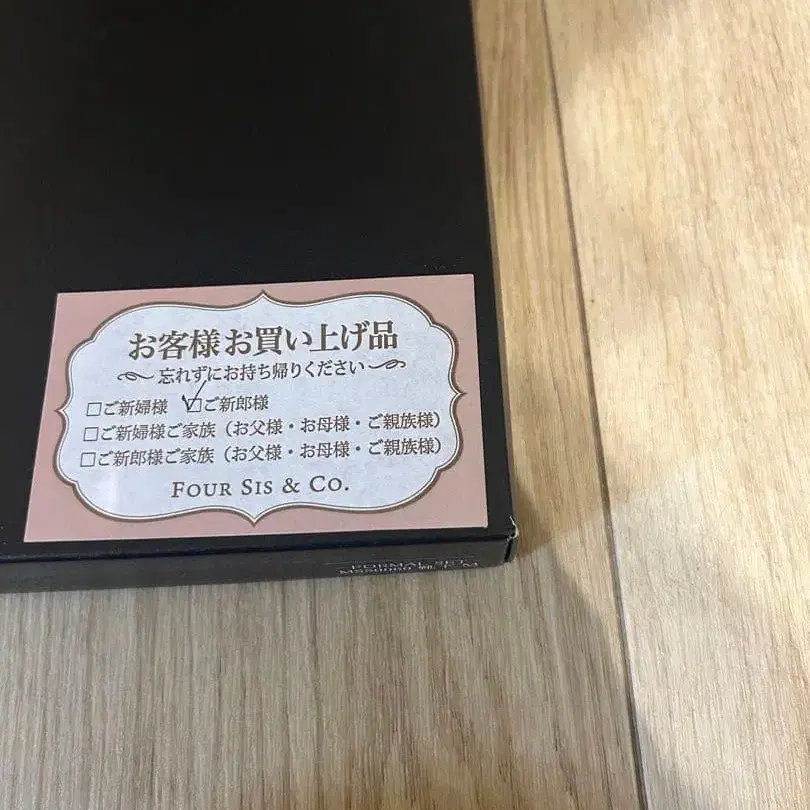 お客様お買い上げ品
忘れずにお持ち帰りください
□ご新婦様 ☑ご新郎様
□ご新婦様ご家族（お父様・お母様・ご親族様）
□ご新郎様ご家族（お父様・お母様・ご親族様）
FOUR SIS & CO.
FORMAL SET